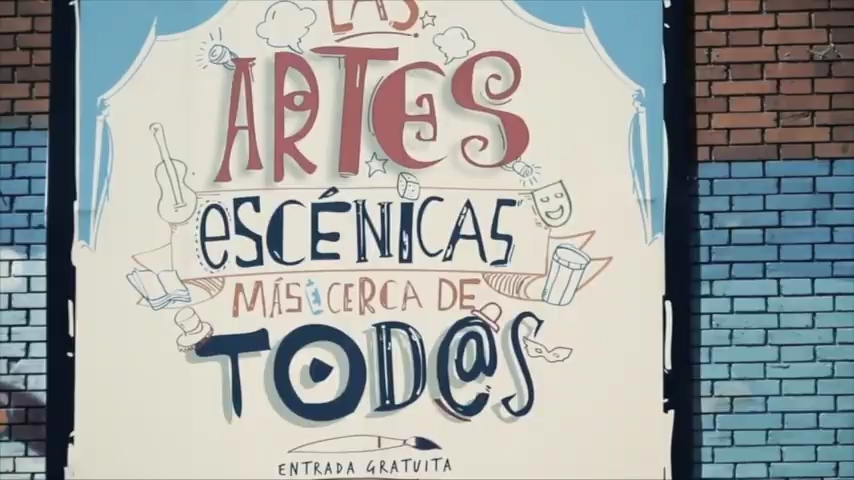 LAS
ARTES
ESCÉNICAS
MÁS CERCA DE
TOD@S
ENTRADA GRATUITA